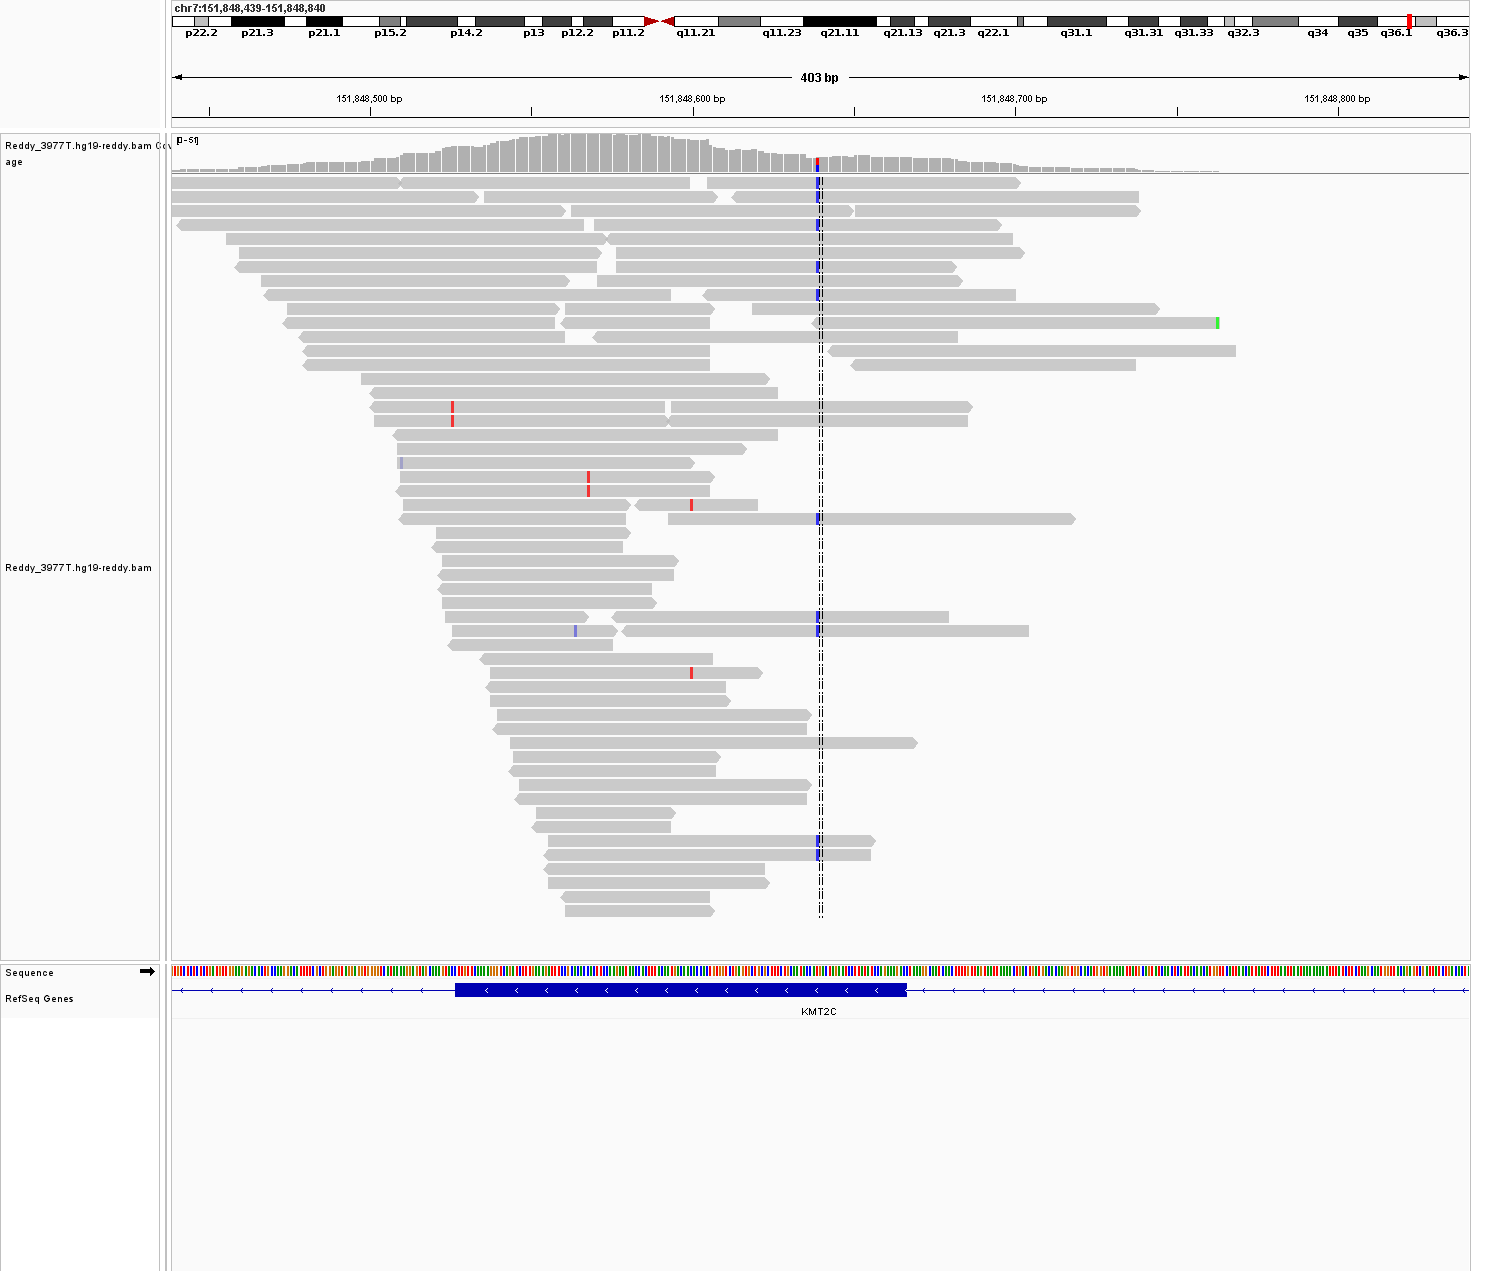 chr7:151,848,439-151,848,840
p22.2 p21.3 p21.1 p15.2 p14.2 p13 p12.2 p11.2 q11.21 q11.23 q21.11 q21.13 q21.3 q22.1 q31.1 q31.31 q31.33 q32.3 q34 q35 q36.1 q36.3
403 bp
151,848,500 bp 151,848,600 bp 151,848,700 bp 151,848,800 bp
Reddy_3977T.hg19-reddy.bam Cov
age
[0-51]
Reddy_3977T.hg19-reddy.bam
Sequence
RefSeq Genes
KMT2C